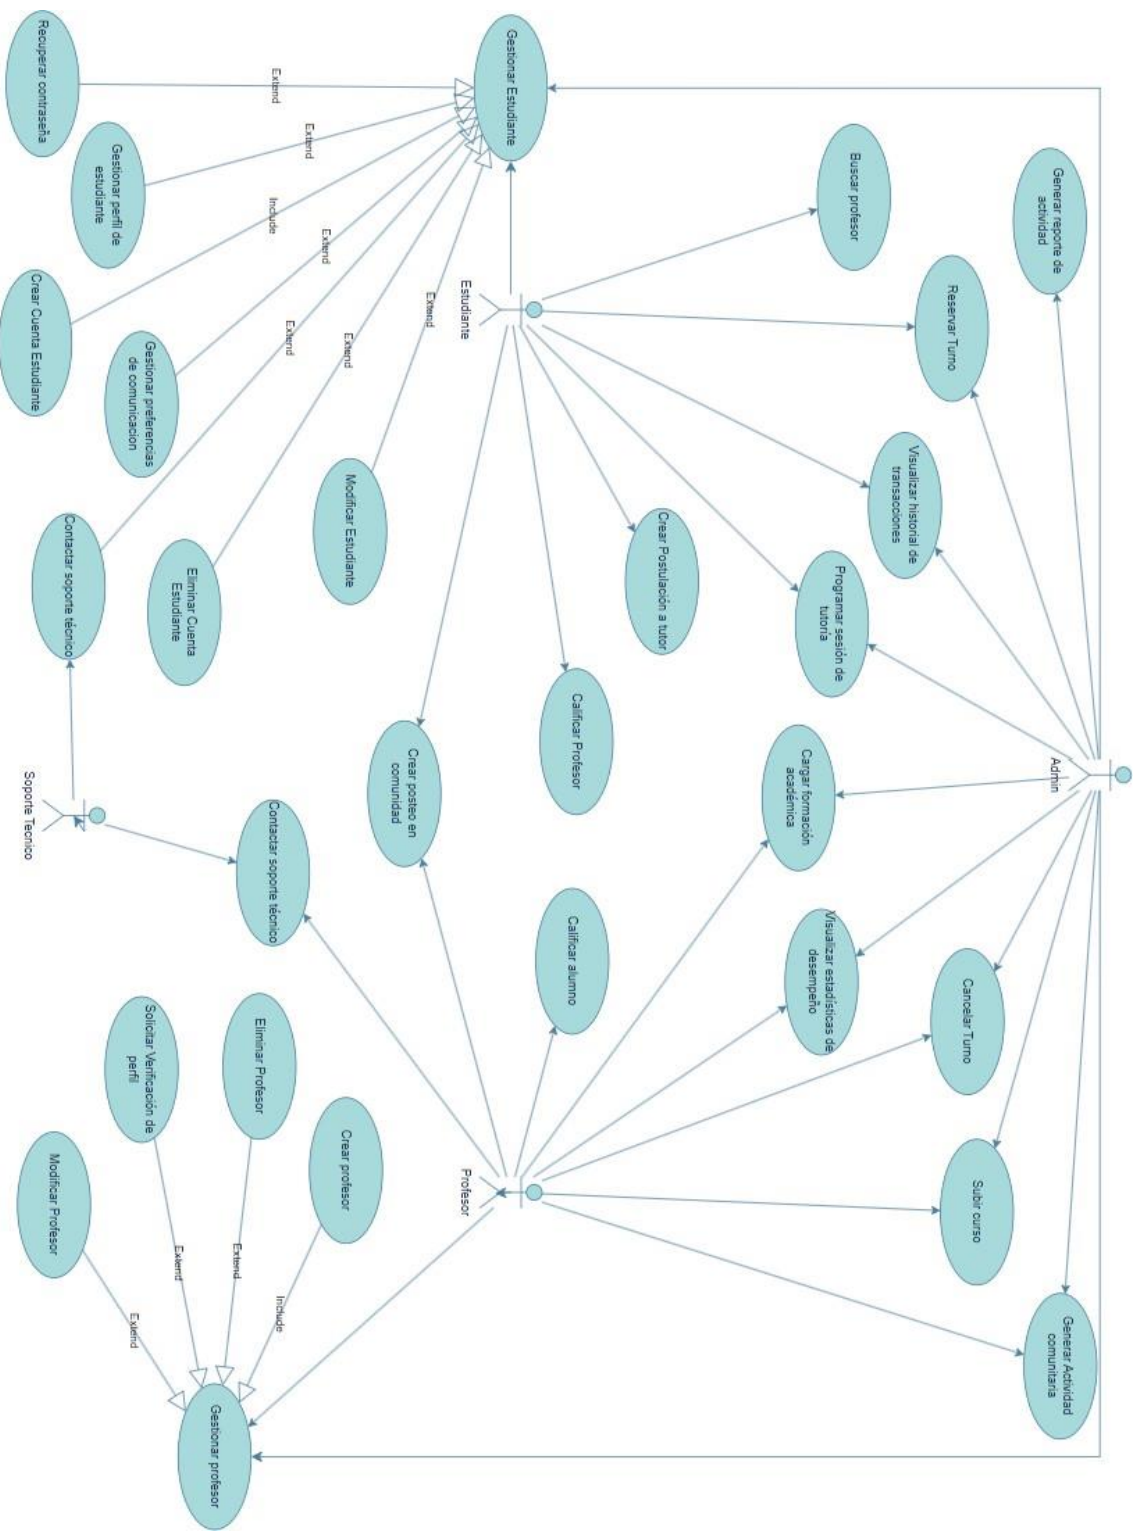 Generar reporte de
actividad
Reservar Turno
Buscar profesor
Visualizar historial de
transacciones
Programar sesión de
tutoría
Admin
Cargar formación
académica
Visualizar estadísticas de
desempeño
Cancelar Turno
Subir curso
Generar Actividad
comunitaria
Gestionar Estudiante
Estudiante
Crear Postulación a tutor
Calificar Profesor
Calificar alumno
Profesor
Extend
Extend
Include
Extend
Extend
Extend
Extend
Recuperar contraseña
Gestionar perfil de
estudiante
Crear Cuenta Estudiante
Gestionar preferencias
de comunicacion
Contactar soporte técnico
Eliminar Cuenta
Estudiante
Modificar Estudiante
Crear posteo en
comunidad
Soporte Tecnico
Contactar soporte técnico
Solicitar Verificación de
perfil
Eliminar Profesor
Crear profesor
Modificar Profesor
Include
Extend
Extend
Extend
Gestionar profesor